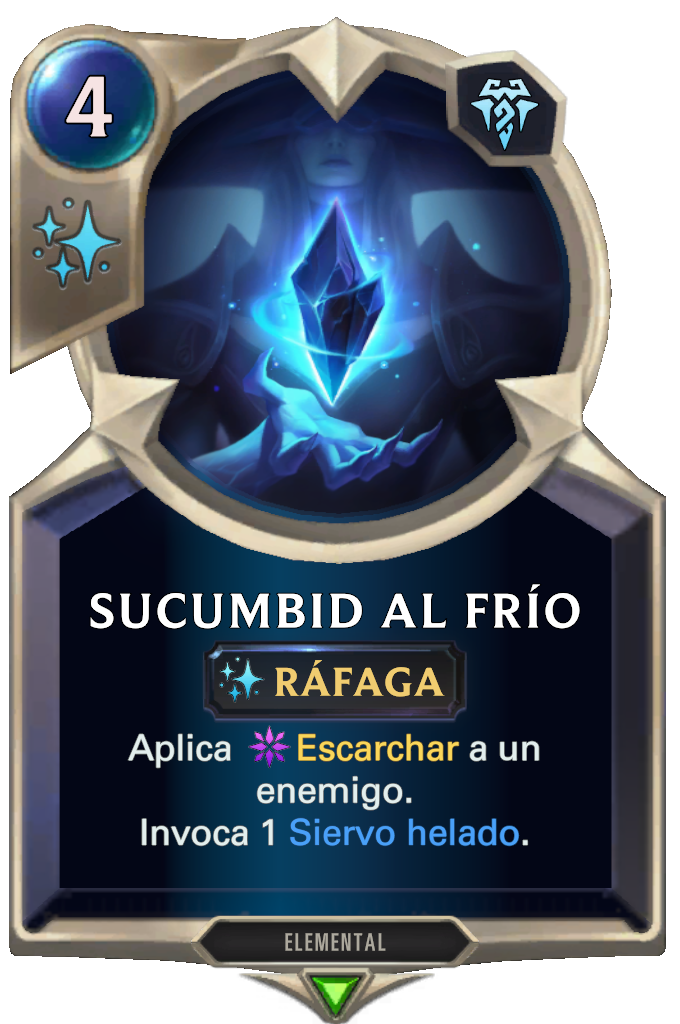 4
SUCUMBID AL FRÍO
RÁFAGA
Aplica Escarchar a un
enemigo.
Invoca 1 Siervo helado.
ELEMENTAL